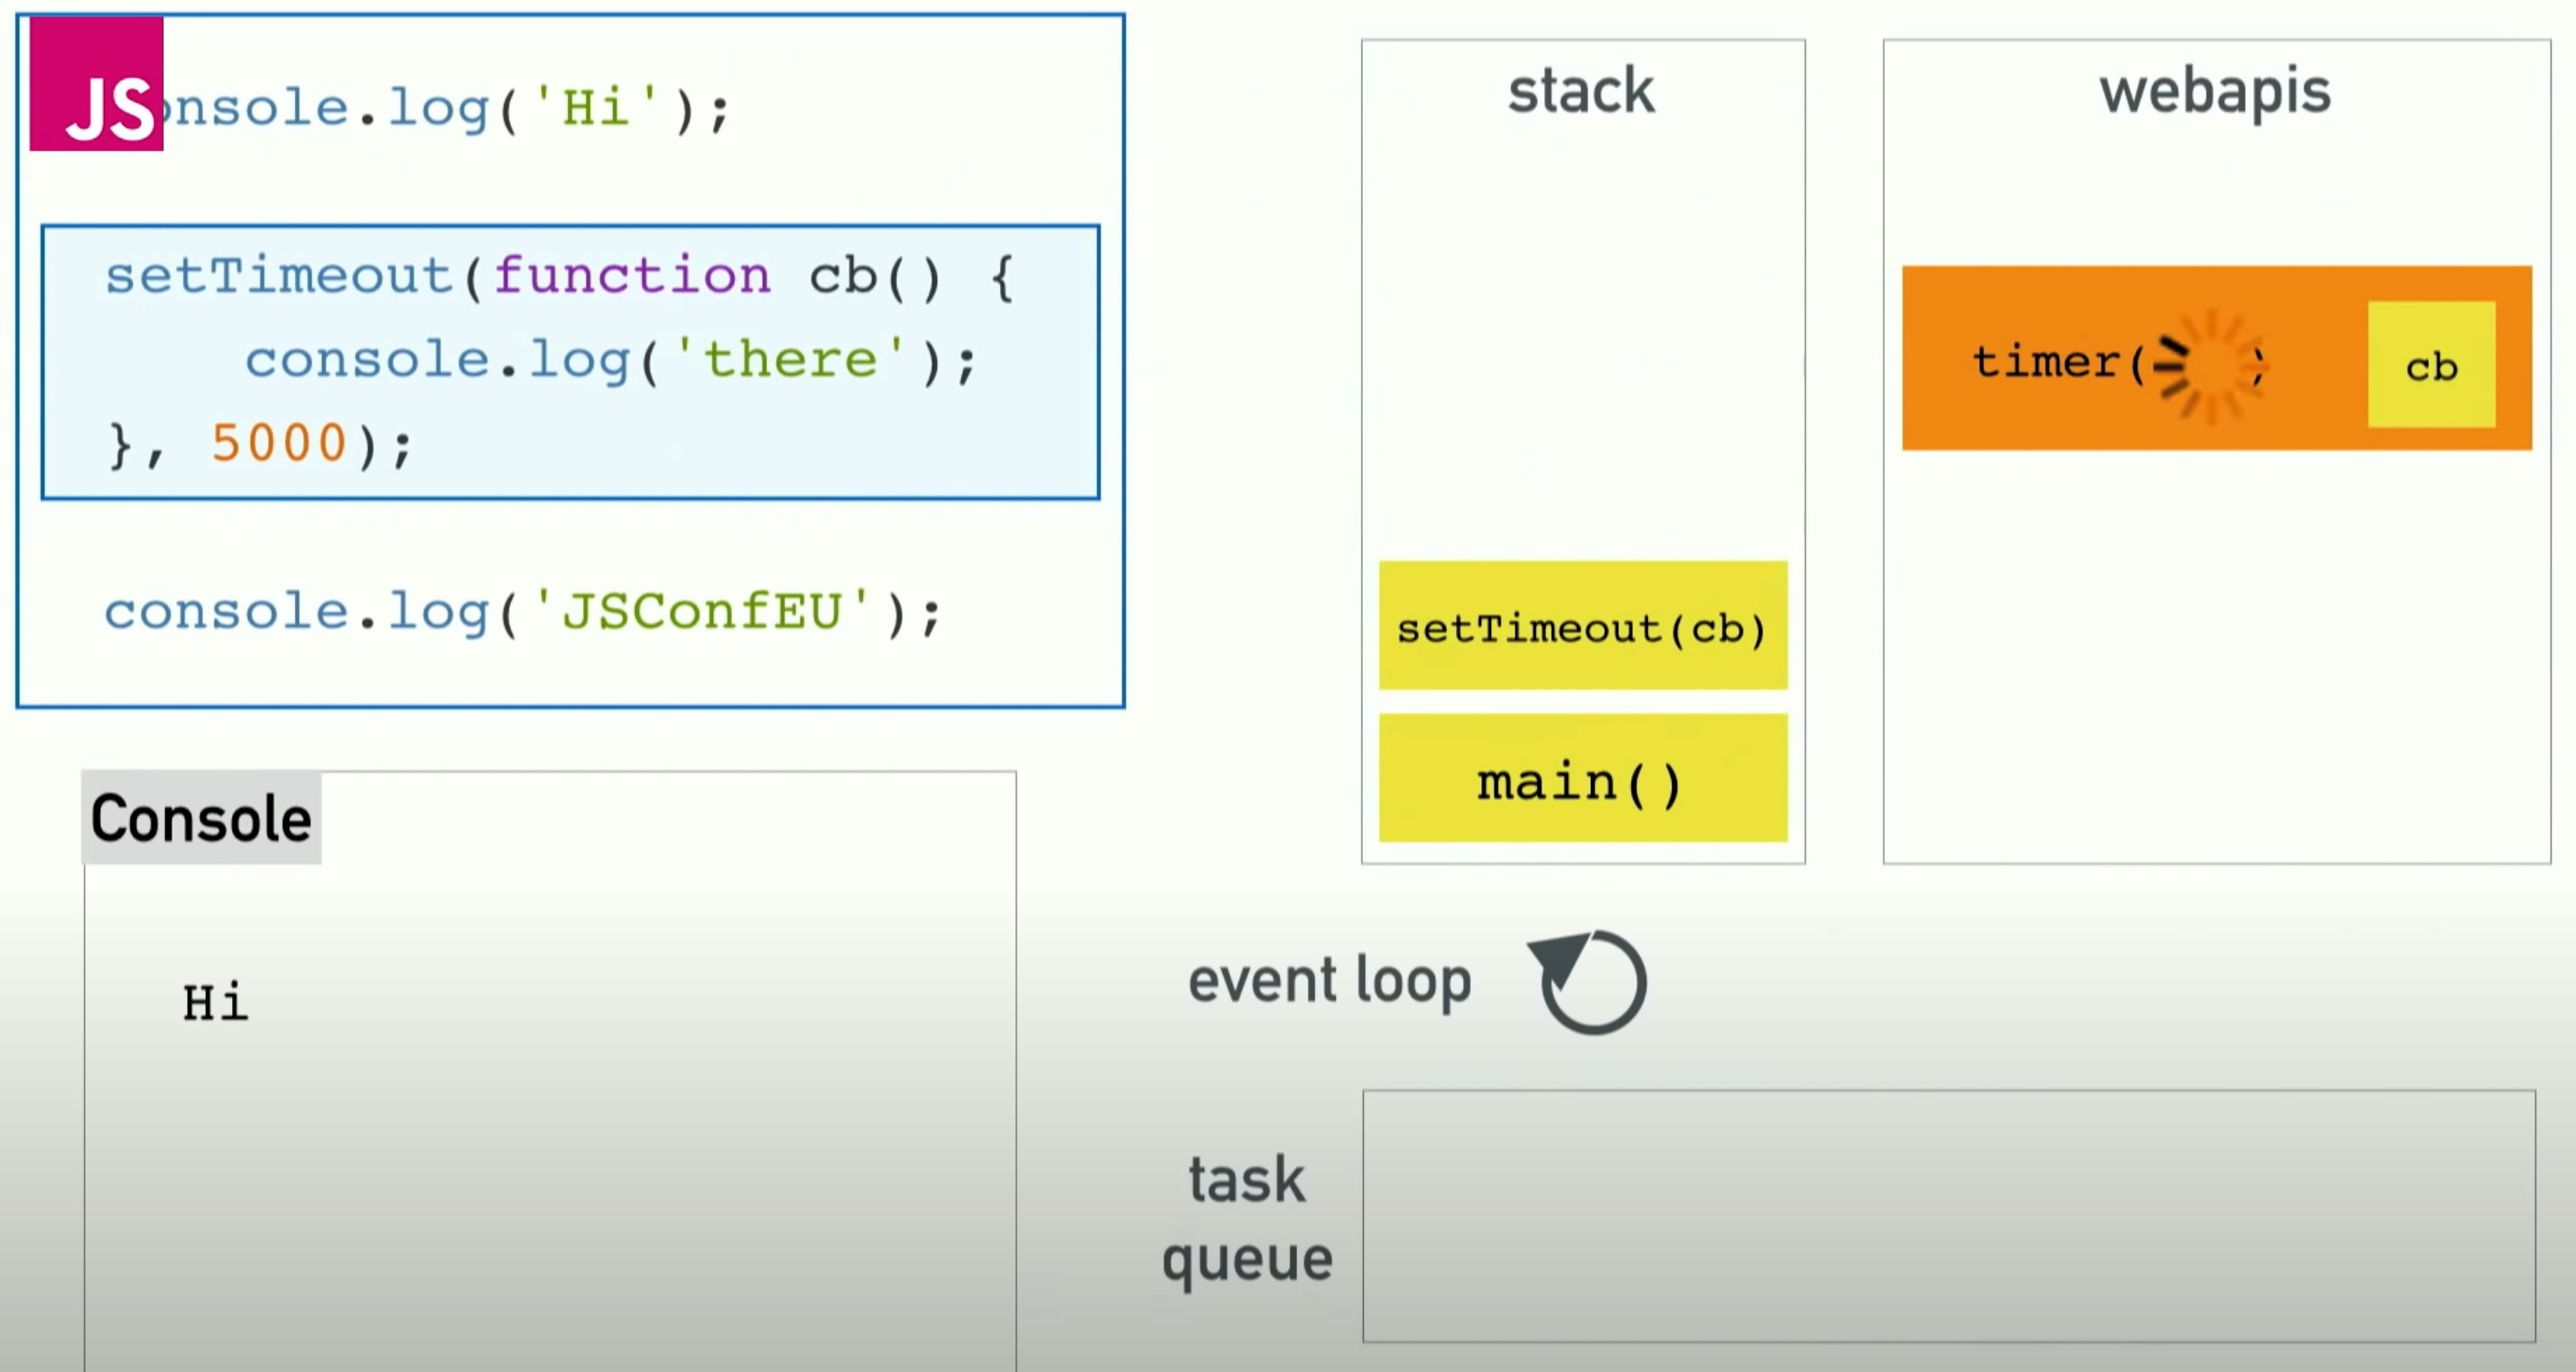 JS
onsole.log('Hi');
setTimeout(function cb() {
console.log('there');
}, 5000);
console.log('JSConfEU');
Console
Hi
stack
setTimeout(cb)
main()
webapis
timer( )
cb
event loop
task
queue